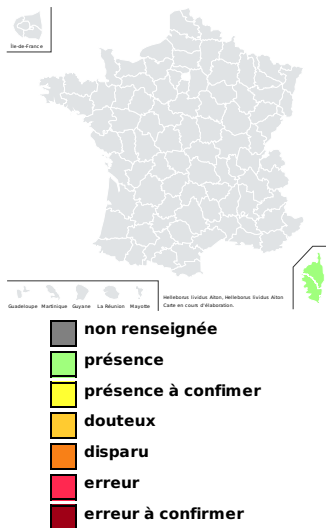 Île-de-France
Guadeloupe Martinique Guyane La Réunion Mayotte
Helleborus lividus Aiton, Helleborus lividus Aiton
Carte en cours d'élaboration.
non renseignée
présence
présence à confimer
douteux
disparu
erreur
erreur à confirmer